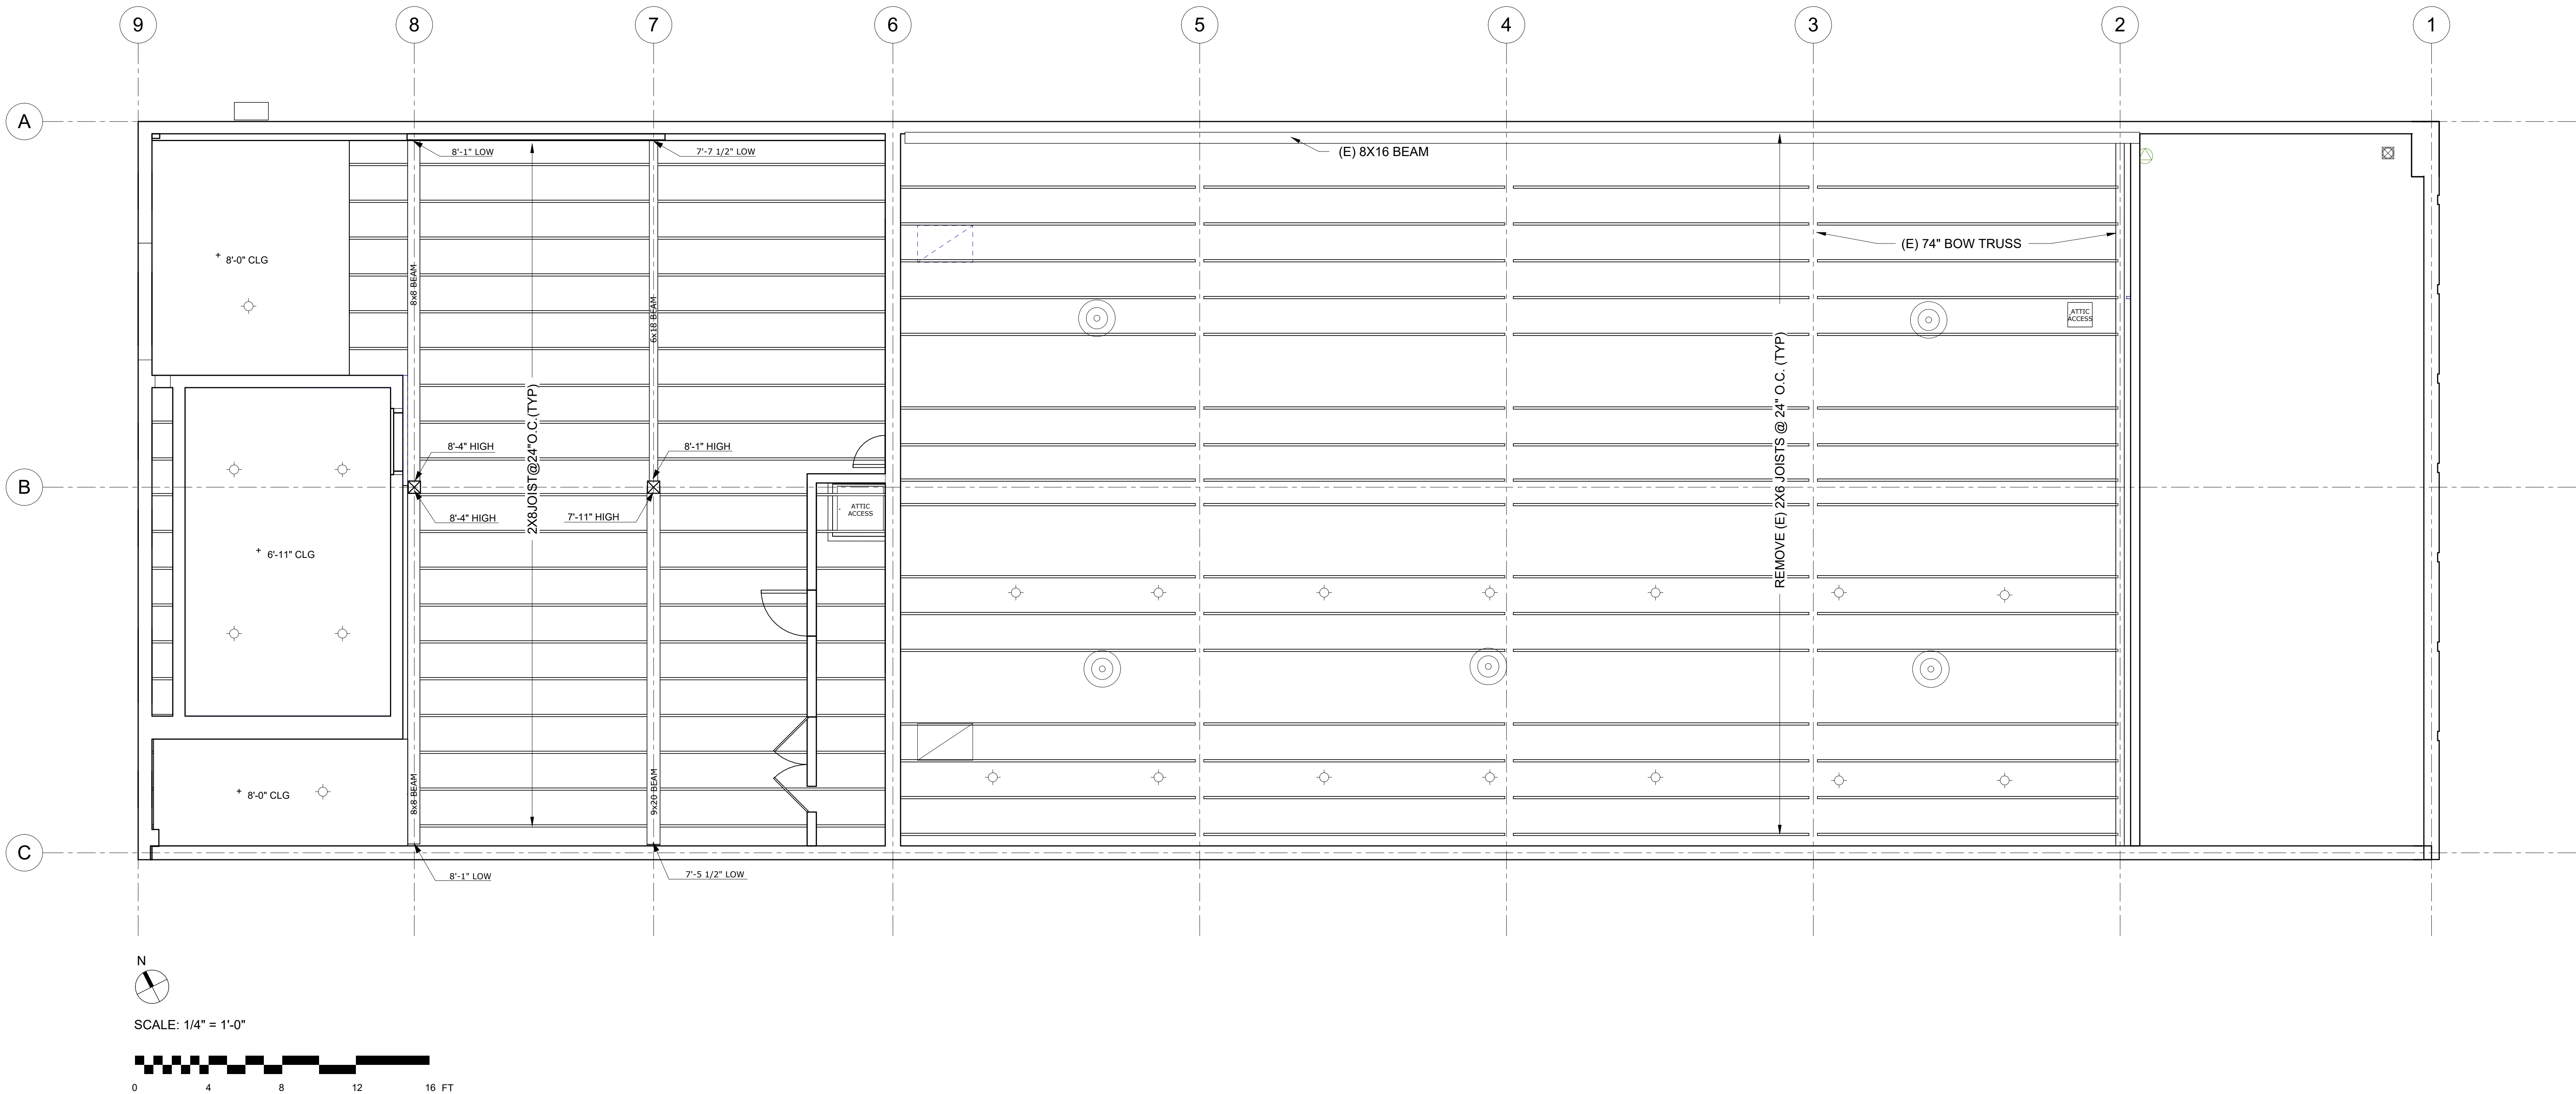 9 8 7 6 5 4 3 2 1
A
8'-1" LOW
7'-7 1/2" LOW
(E) 8X16 BEAM
(E) 74" BOW TRUSS
8'-0" CLG
8x8 BEAM
6x18 BEAM
ATTIC
ACCESS
2X8JOIST@24"O.C.(TYP)
REMOVE (E) 2X6 JOISTS @ 24" O.C. (TYP)
8'-4" HIGH
8'-1" HIGH
B
8'-4" HIGH
7'-11" HIGH
ATTIC
ACCESS
6'-11" CLG
8'-0" CLG
8x8 BEAM
9x20 BEAM
C
8'-1" LOW
7'-5 1/2" LOW
N
SCALE: 1/4" = 1'-0"
0 4 8 12 16 FT